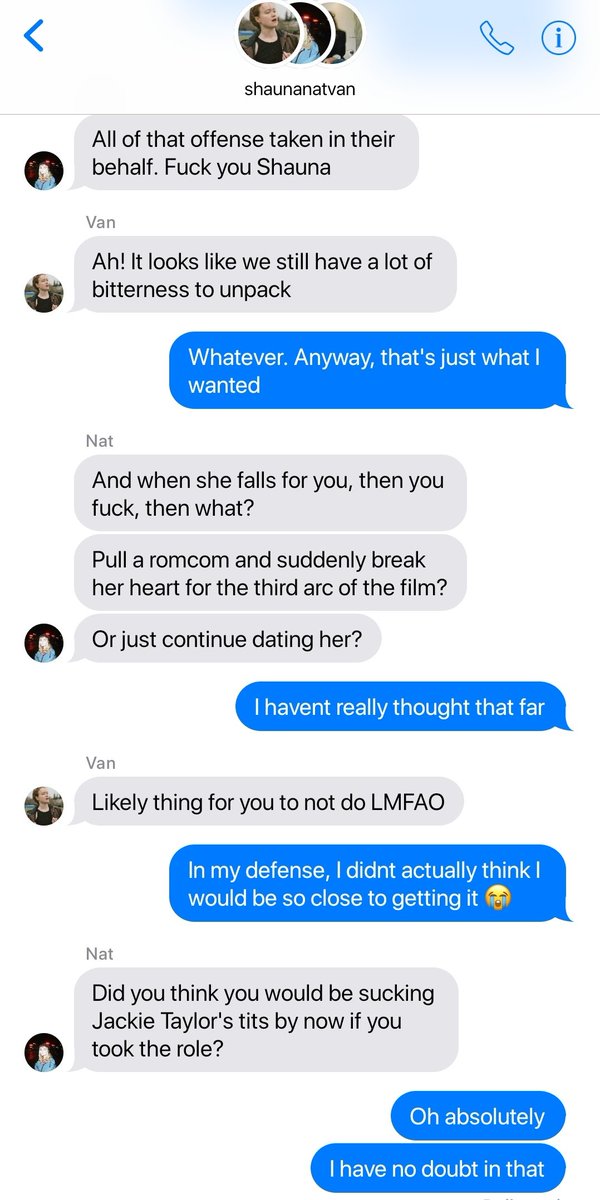 shaunanatvan
All of that offense taken in their
behalf. Fuck you Shauna
Van
Ah! It looks like we still have a lot of
bitterness to unpack
Whatever. Anyway, that's just what I
wanted
Nat
And when she falls for you, then you
fuck, then what?
Pull a romcom and suddenly break
her heart for the third arc of the film?
Or just continue dating her?
I havent really thought that far
Van
Likely thing for you to not do LMFAO
In my defense, I didnt actually think I
would be so close to getting it 😭
Nat
Did you think you would be sucking
Jackie Taylor's tits by now if you
took the role?
Oh absolutely
I have no doubt in that